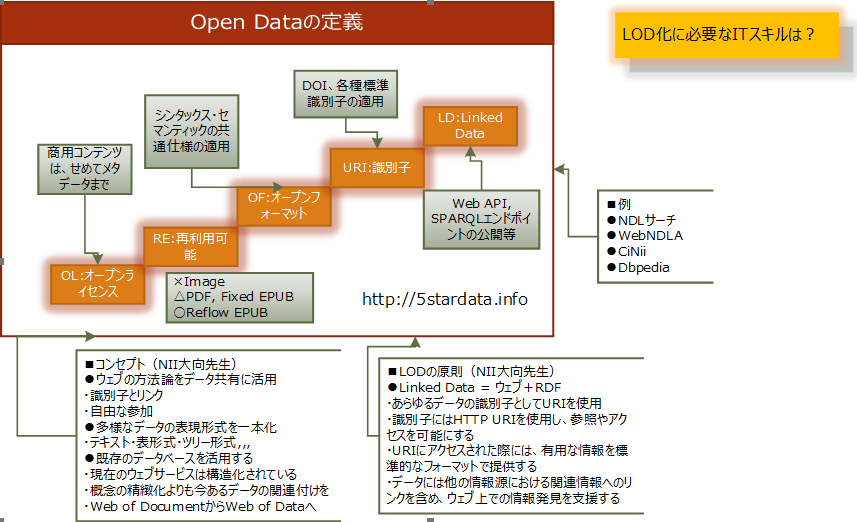 Open Dataの定義
LOD化に必要なITスキルは？
DOI、各種標準
識別子の適用
シンタックス・セ
マンティックの共
通仕様の適用
LD:Linked
Data
商用コンテンツ
は、せめてメタ
データまで
URI:識別子
OF:オープンフ
ォーマット
Web API,
SPARQLエンドポイ
ントの公開等
RE:再利用可
能
OL:オープンラ
イセンス
×Image
△PDF, Fixed EPUB
○Reflow EPUB
http://5stardata.info
■例
●NDLサーチ
●WebNDLA
●CiNii
●Dbpedia
■コンセプト（NII大向先生）
●ウェブの方法論をデータ共有に活用
・識別子とリンク
・自由な参加
●多様なデータの表現形式を一本化
・テキスト・表形式・ツリー形式,,,
●既存のデータベースを活用する
・現在のウェブサービスは構造化されている
・概念の精緻化よりも今あるデータの関連付けを
・Web of DocumentからWeb of Dataへ
■LODの原則（NII大向先生）
●Linked Data = ウェブ＋RDF
・あらゆるデータの識別子としてURIを使用
・識別子にはHTTP URIを使用し、参照やアク
セスを可能にする
・URIにアクセスされた際には、有用な情報を標
準的なフォーマットで提供する
・データには他の情報源における関連情報へのリ
ンクを含め、ウェブ上での情報発見を支援する